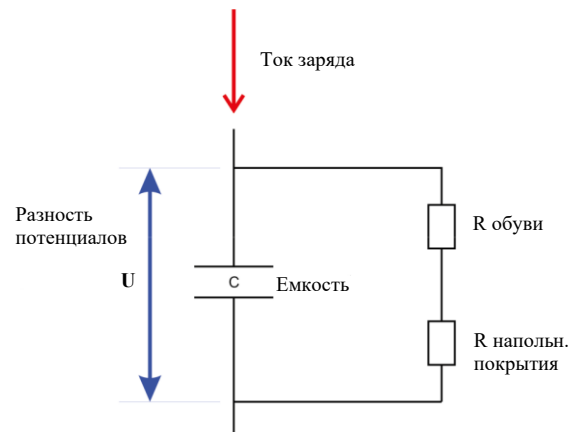 Ток заряда
Разность
потенциалов
U
C
Емкость
R обуви
R напольн.
покрытия